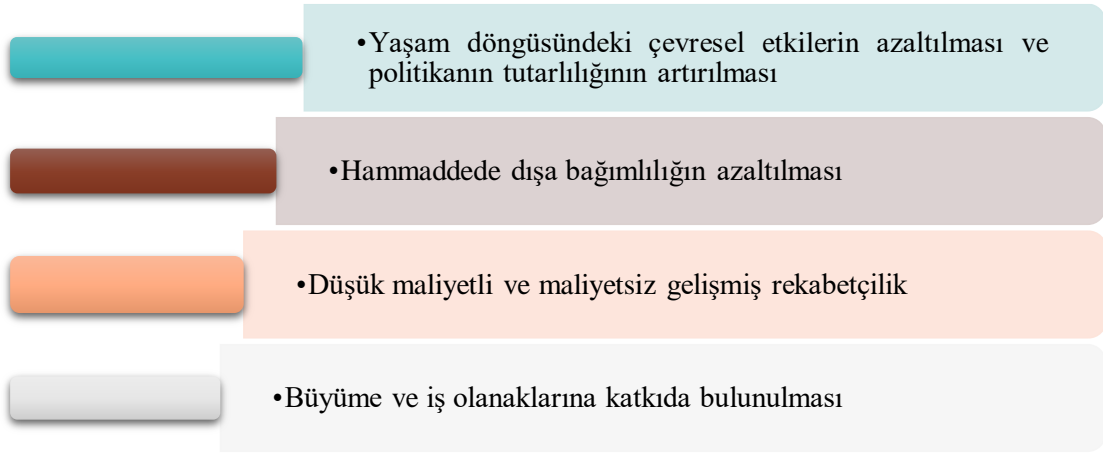 •Yaşam döngüsündeki çevresel etkilerin azaltılması ve
politikanın tutarlılığının artırılması
•Hammaddede dışa bağımlılığın azaltılması
•Düşük maliyetli ve maliyetsiz gelişmiş rekabetçilik
•Büyüme ve iş olanaklarına katkıda bulunulması